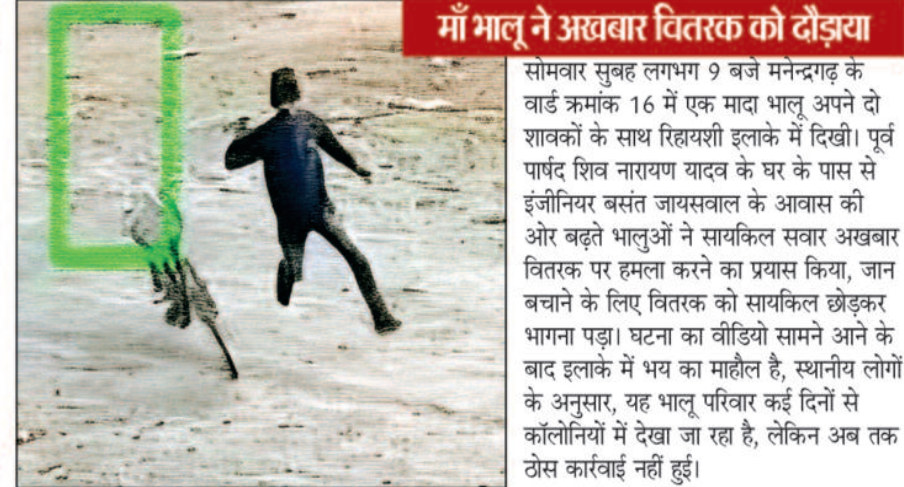 माँ भालू ने अखबार वितरक को दौड़ाया
सोमवार सुबह लगभग 9 बजे मनेन्द्रगढ़ के
वार्ड क्रमांक 16 में एक मादा भालू अपने दो
शावकों के साथ रिहायशी इलाके में दिखी। पूर्व
पार्षद शिव नारायण यादव के घर के पास से
इंजीनियर बसंत जायसवाल के आवास की
ओर बढ़ते भालुओं ने सायकिल सवार अखबार
वितरक पर हमला करने का प्रयास किया, जान
बचाने के लिए वितरक को सायकिल छोड़कर
भागना पड़ा। घटना का वीडियो सामने आने के
बाद इलाके में भय का माहौल है, स्थानीय लोगों
के अनुसार, यह भालू परिवार कई दिनों से
कॉलोनियों में देखा जा रहा है, लेकिन अब तक
ठोस कार्रवाई नहीं हुई।